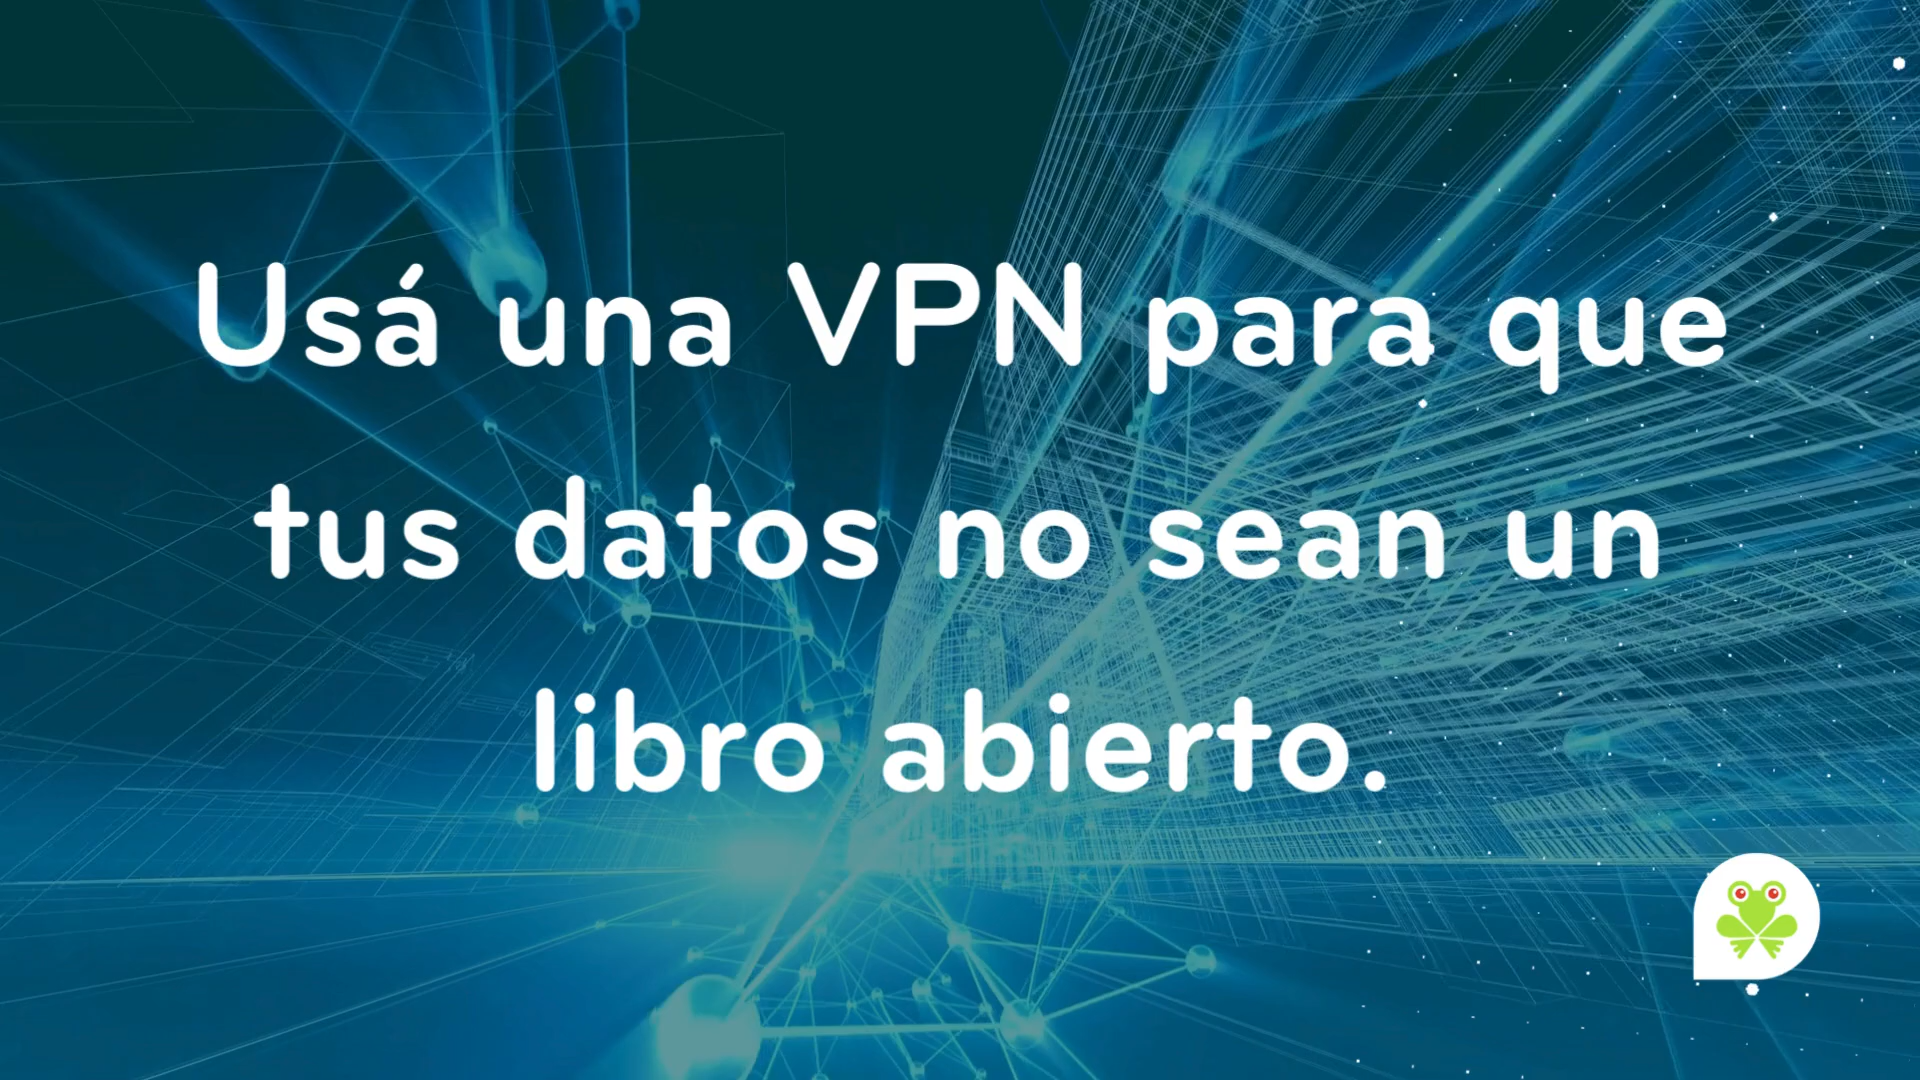 Usá una VPN para que
tus datos no sean un
libro abierto.